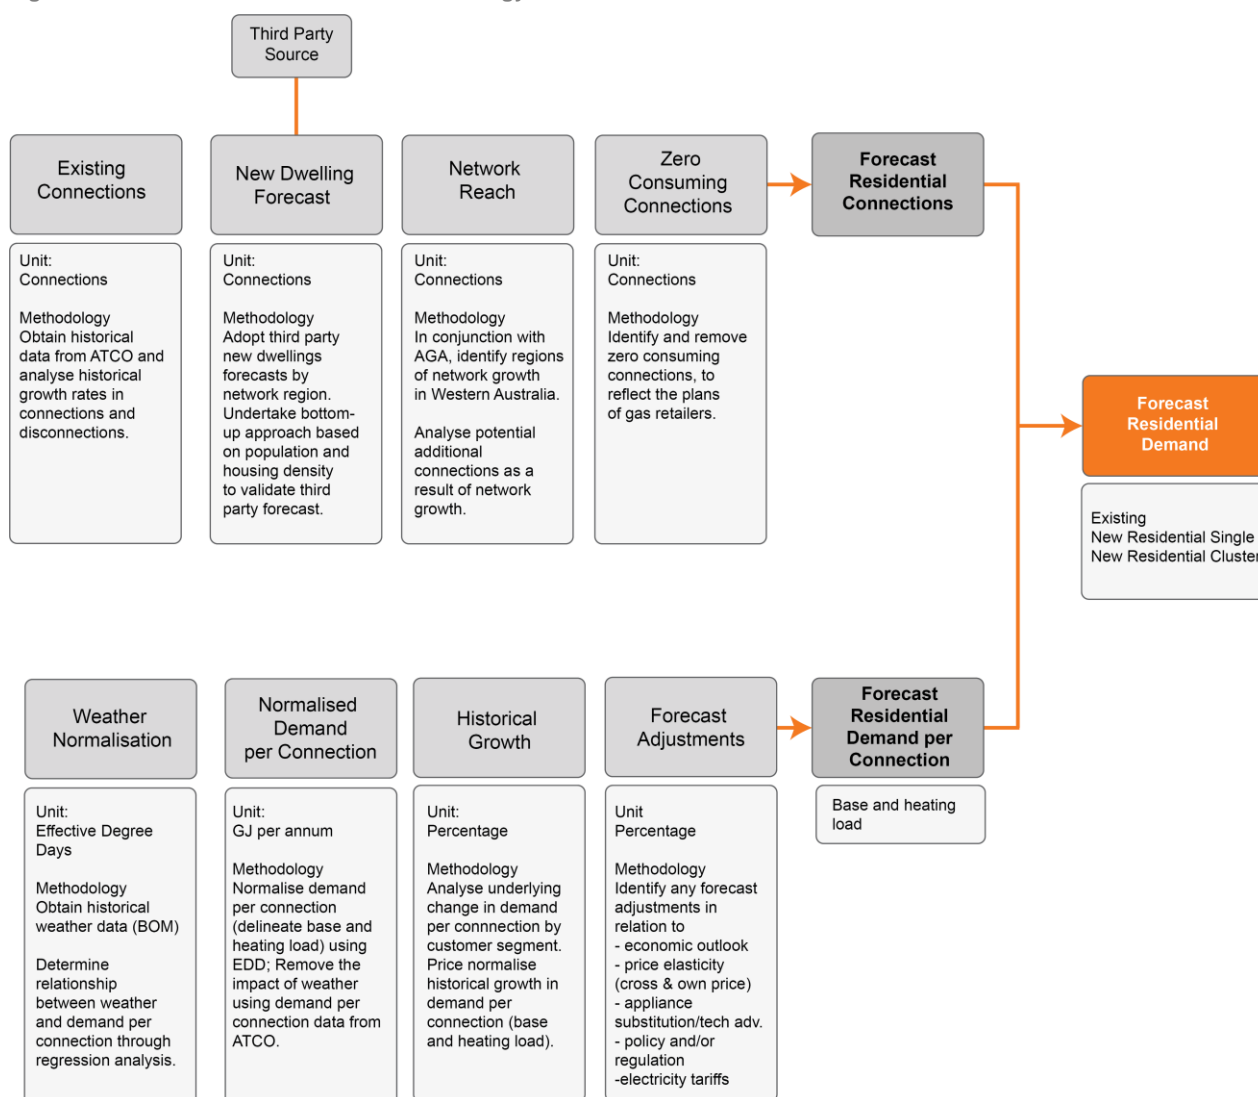 Third Party
Source
Existing
Connections
New Dwelling
Forecast
Network
Reach
Zero
Consuming
Connections
Forecast
Residential
Connections
Unit:
Connections
Methodology
Obtain historical
data from ATCO and
analyse historical
growth rates in
connections and
disconnections.
Unit:
Connections
Methodology
Adopt third party
new dwellings
forecasts by
network region.
Undertake bottom-
up approach based
on population and
housing density
to validate third
party forecast.
Unit:
Connections
Methodology
In conjunction with
AGA, identify regions
of network growth
in Western Australia.
Analyse potential
additional
connections as a
result of network
growth.
Unit:
Connections
Methodology
Identify and remove
zero consuming
connections, to
reflect the plans
of gas retailers.
Forecast
Residential
Demand
Existing
New Residential Single
New Residential Cluster
Weather
Normalisation
Normalised
Demand
per Connection
Historical
Growth
Forecast
Adjustments
Forecast
Residential
Demand per
Connection
Unit:
Effective Degree
Days
Methodology
Obtain historical
weather data (BOM)
Determine
relationship
between weather
and demand per
connection through
regression analysis.
Unit:
GJ per annum
Methodology
Normalise demand
per connection
(delineate base and
heating load) using
EDD; Remove the
impact of weather
using demand per
connection data from
ATCO.
Unit:
Percentage
Methodology
Analyse underlying
change in demand
per connnection by
customer segment.
Price normalise
historical growth in
demand per
connection (base
and heating load).
Unit
Percentage
Methodology
Identify any forecast
adjustments in
relation to
- economic outlook
- price elasticity
(cross & own price)
- appliance
substitution/tech adv.
- policy and/or
regulation
-electricity tariffs
Base and heating
load